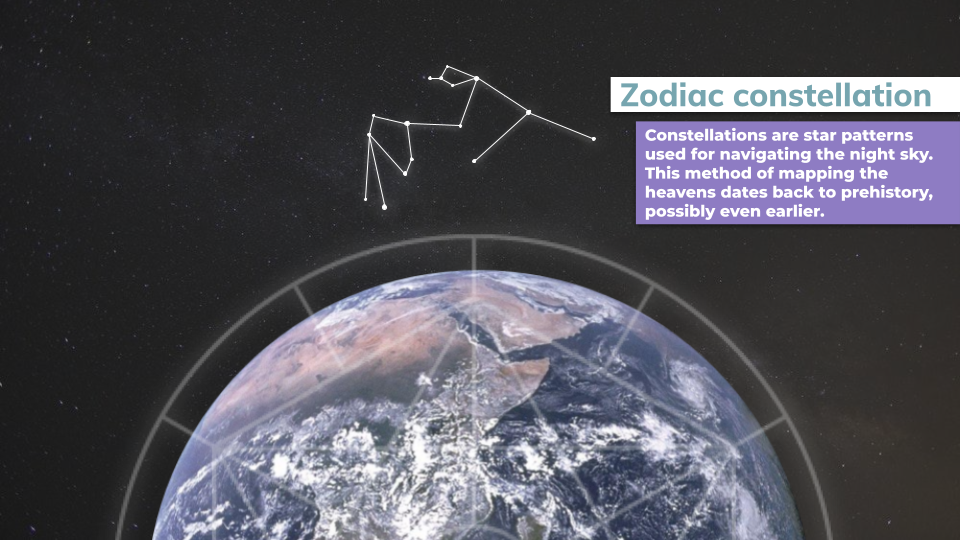 Zodiac constellation
Constellations are star patterns
used for navigating the night sky.
This method of mapping the
heavens dates back to prehistory,
possibly even earlier.